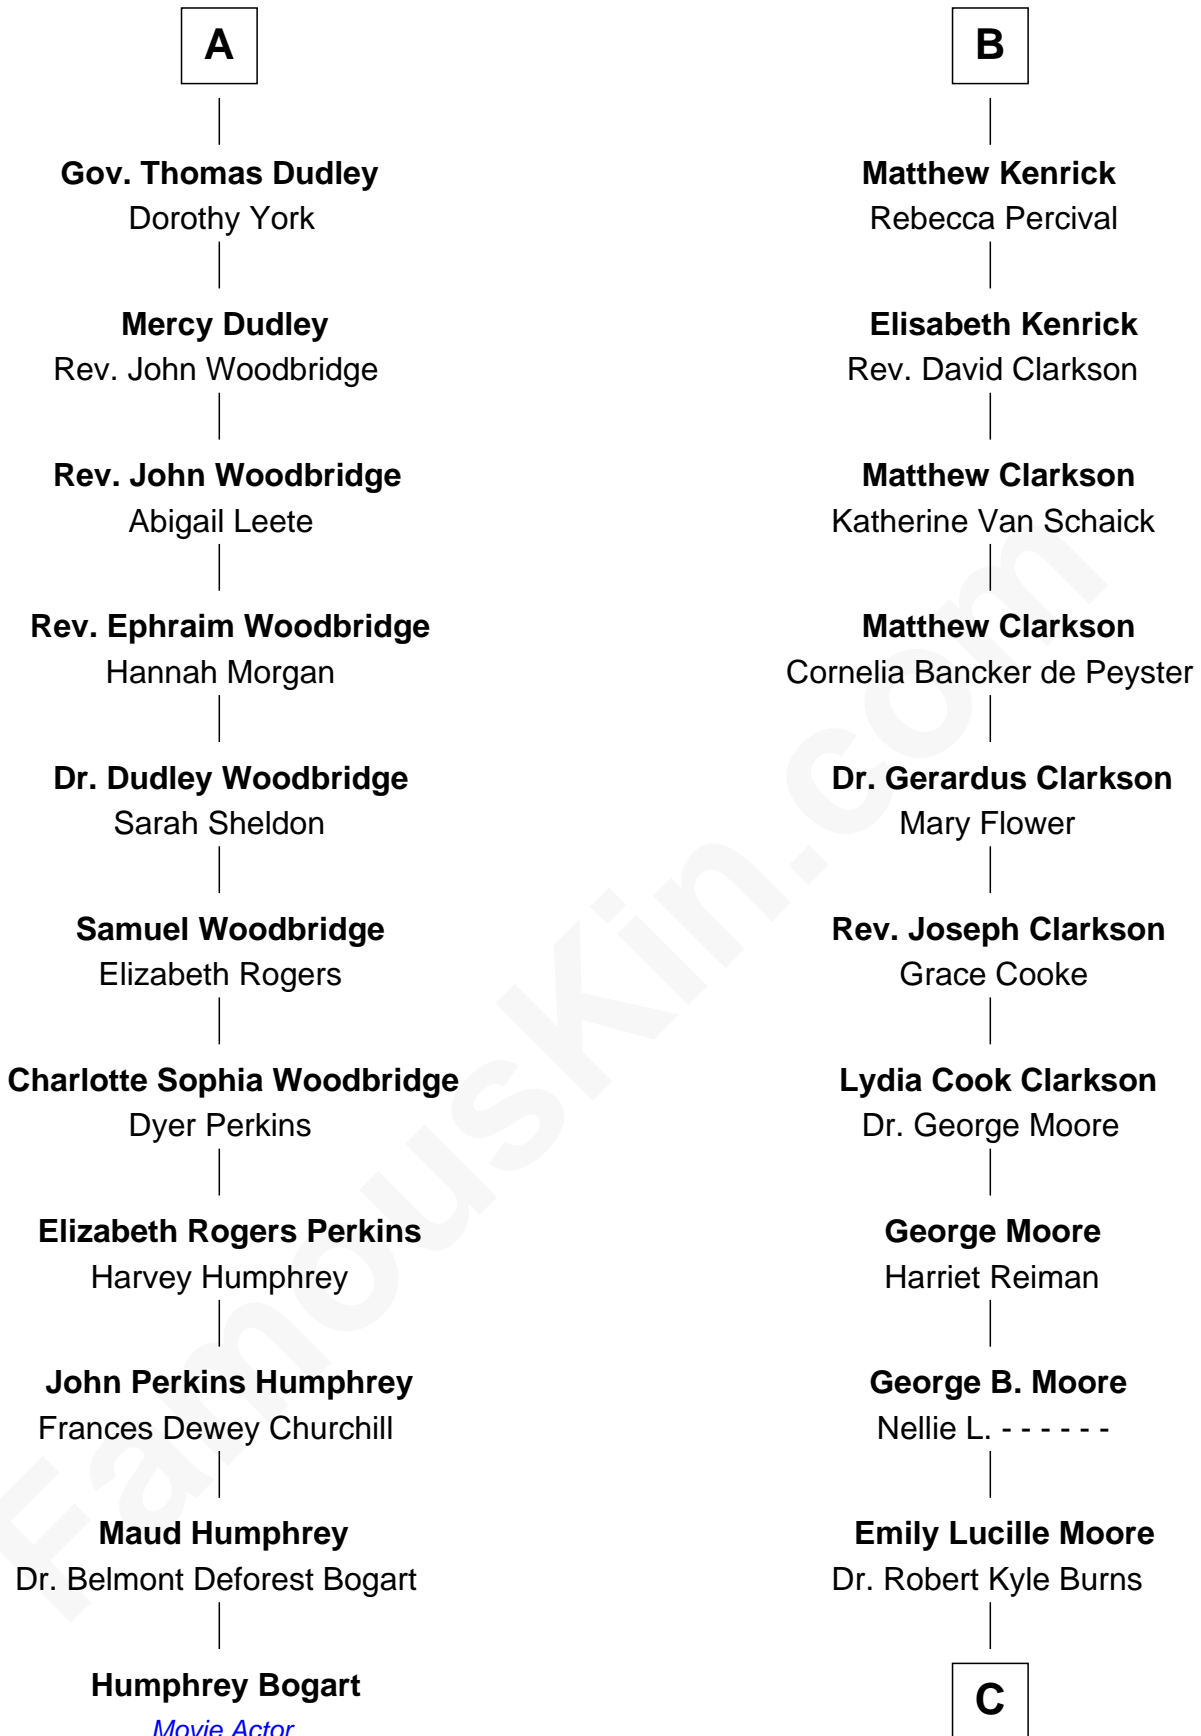 A
Gov. Thomas Dudley
Dorothy York
Mercy Dudley
Rev. John Woodbridge
Rev. John Woodbridge
Abigail Leete
Rev. Ephraim Woodbridge
Hannah Morgan
Dr. Dudley Woodbridge
Sarah Sheldon
Samuel Woodbridge
Elizabeth Rogers
Charlotte Sophia Woodbridge
Dyer Perkins
Elizabeth Rogers Perkins
Harvey Humphrey
John Perkins Humphrey
Frances Dewey Churchill
Maud Humphrey
Dr. Belmont Deforest Bogart
Humphrey Bogart
Movie Actor
B
Matthew Kenrick
Rebecca Percival
Elisabeth Kenrick
Rev. David Clarkson
Matthew Clarkson
Katherine Van Schaick
Matthew Clarkson
Cornelia Bancker de Peyster
Dr. Gerardus Clarkson
Mary Flower
Rev. Joseph Clarkson
Grace Cooke
Lydia Cook Clarkson
Dr. George Moore
George Moore
Harriet Reiman
George B. Moore
Nellie L. - - - - - -
Emily Lucille Moore
Dr. Robert Kyle Burns
C
FamousKin.com